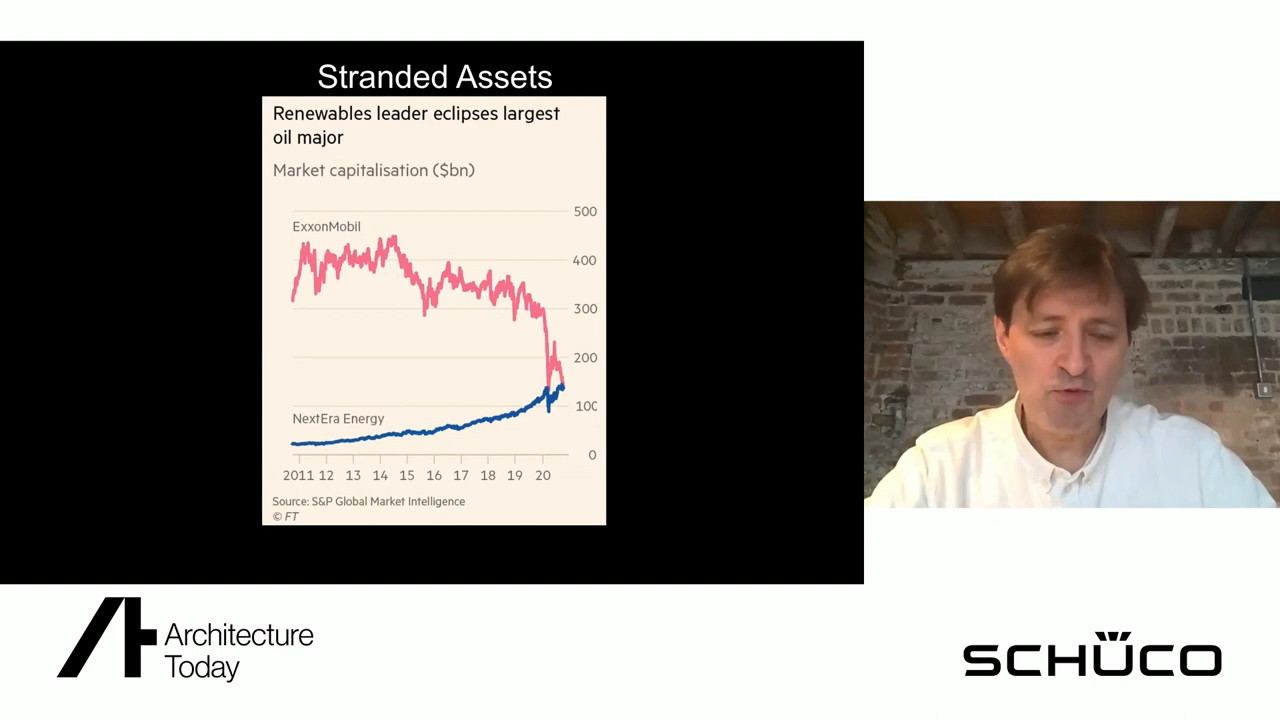 Stranded Assets
Renewables leader eclipses largest
oil major
Market capitalisation ($bn)
500
ExxonMobil
400
300
200
100
NextEra Energy
0
2011 12 13 14 15 16 17 18 19 20
Source: S&P Global Market Intelligence
© FT
Architecture
Today
SCHÜCO